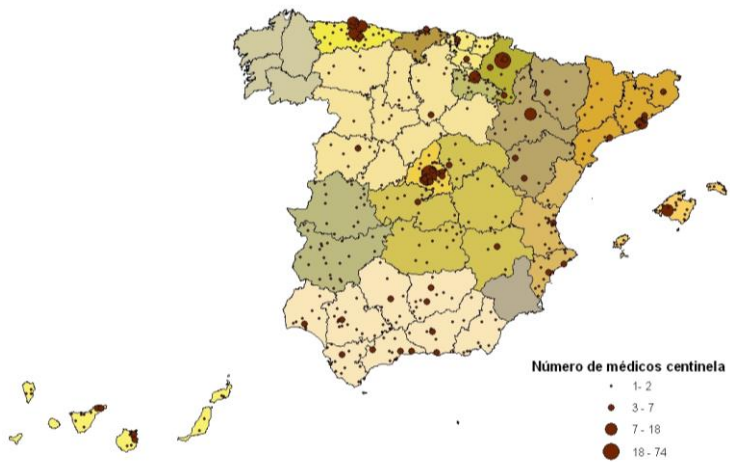 Número de médicos centinela
1- 2
3 - 7
7 - 18
18 - 74